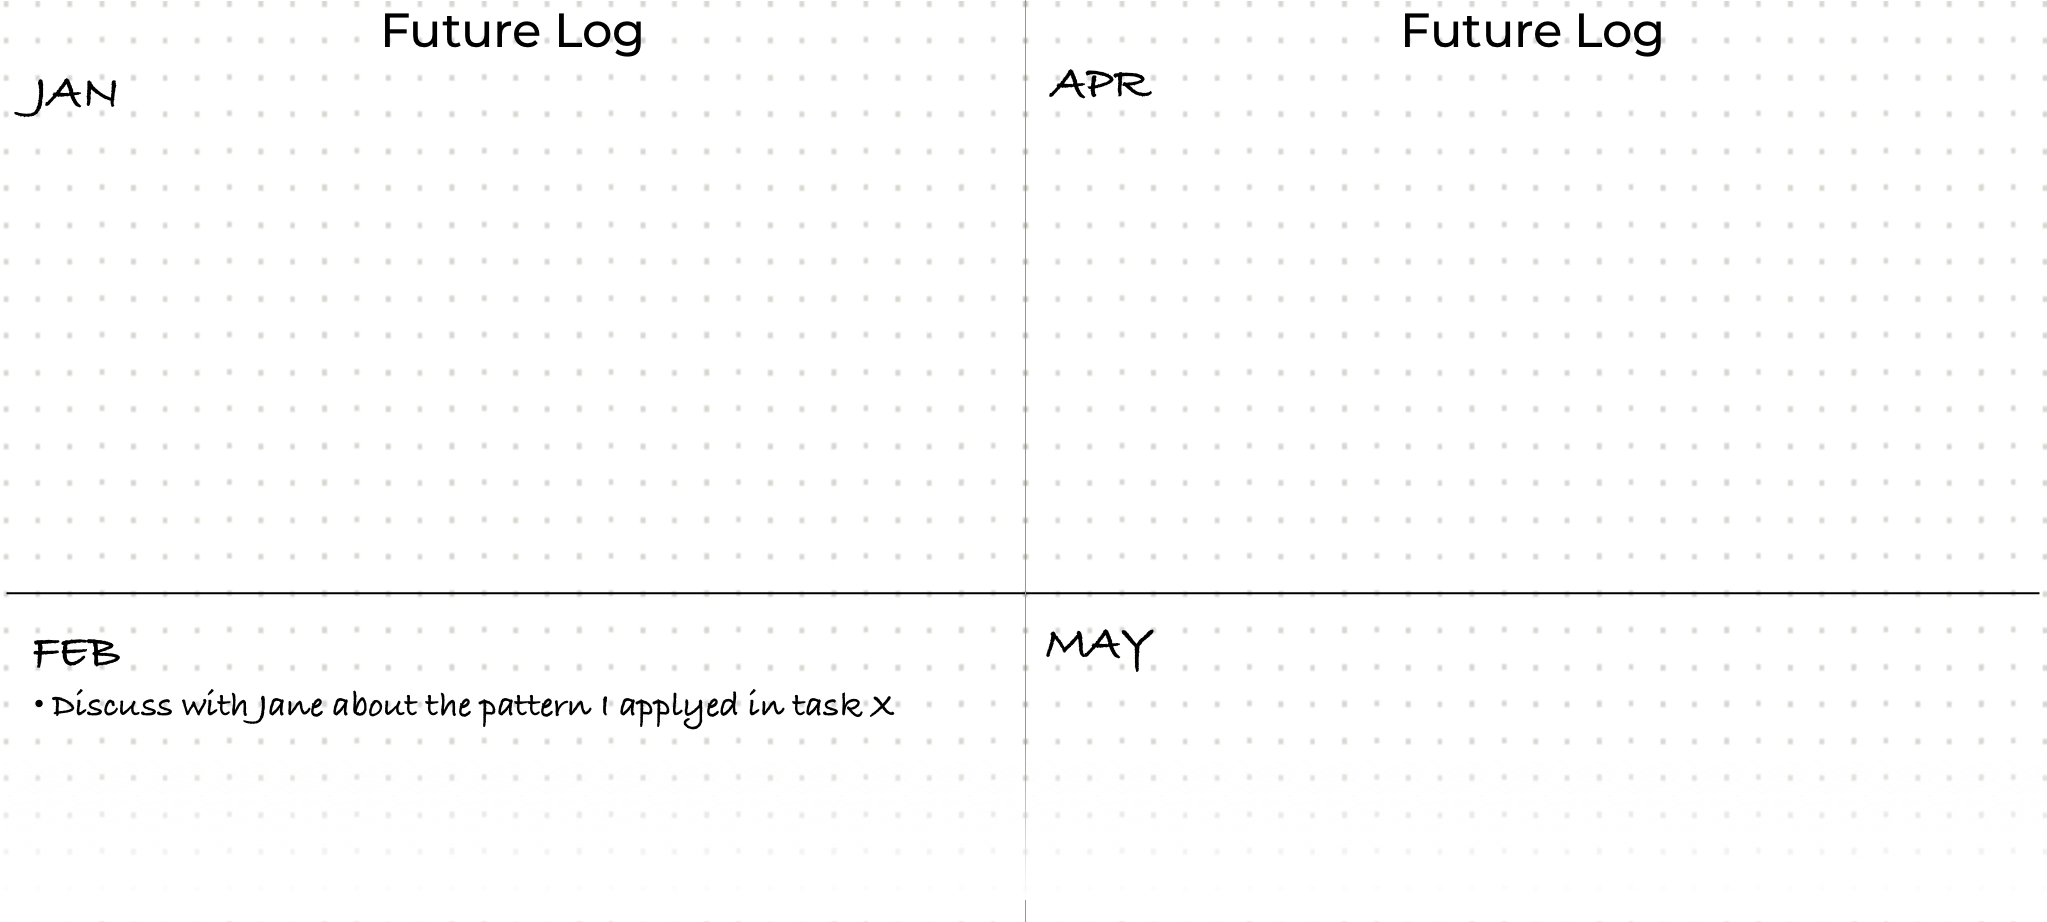 Future Log
JAN
FEB
• Discuss with Jane about the pattern I applyed in task X
Future Log
APR
MAY